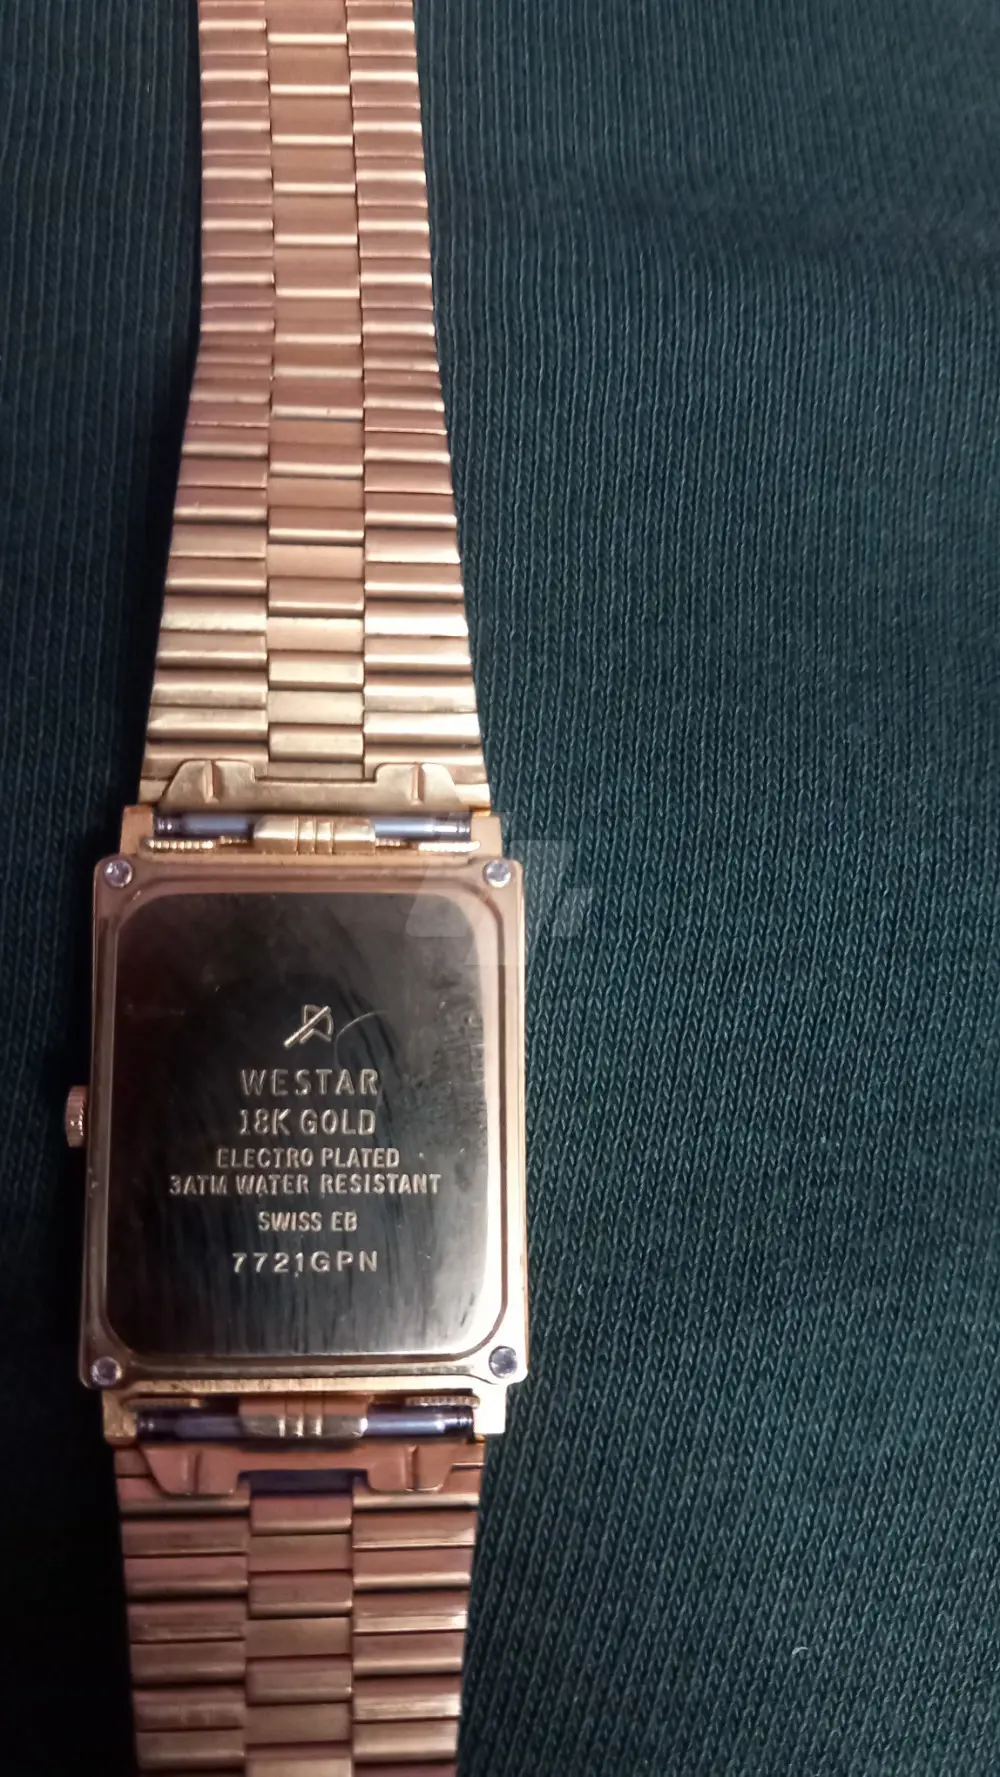 WESTAR
18K GOLD
ELECTRO PLATED
3ATM WATER RESISTANT
SWISS EB
7721GPN